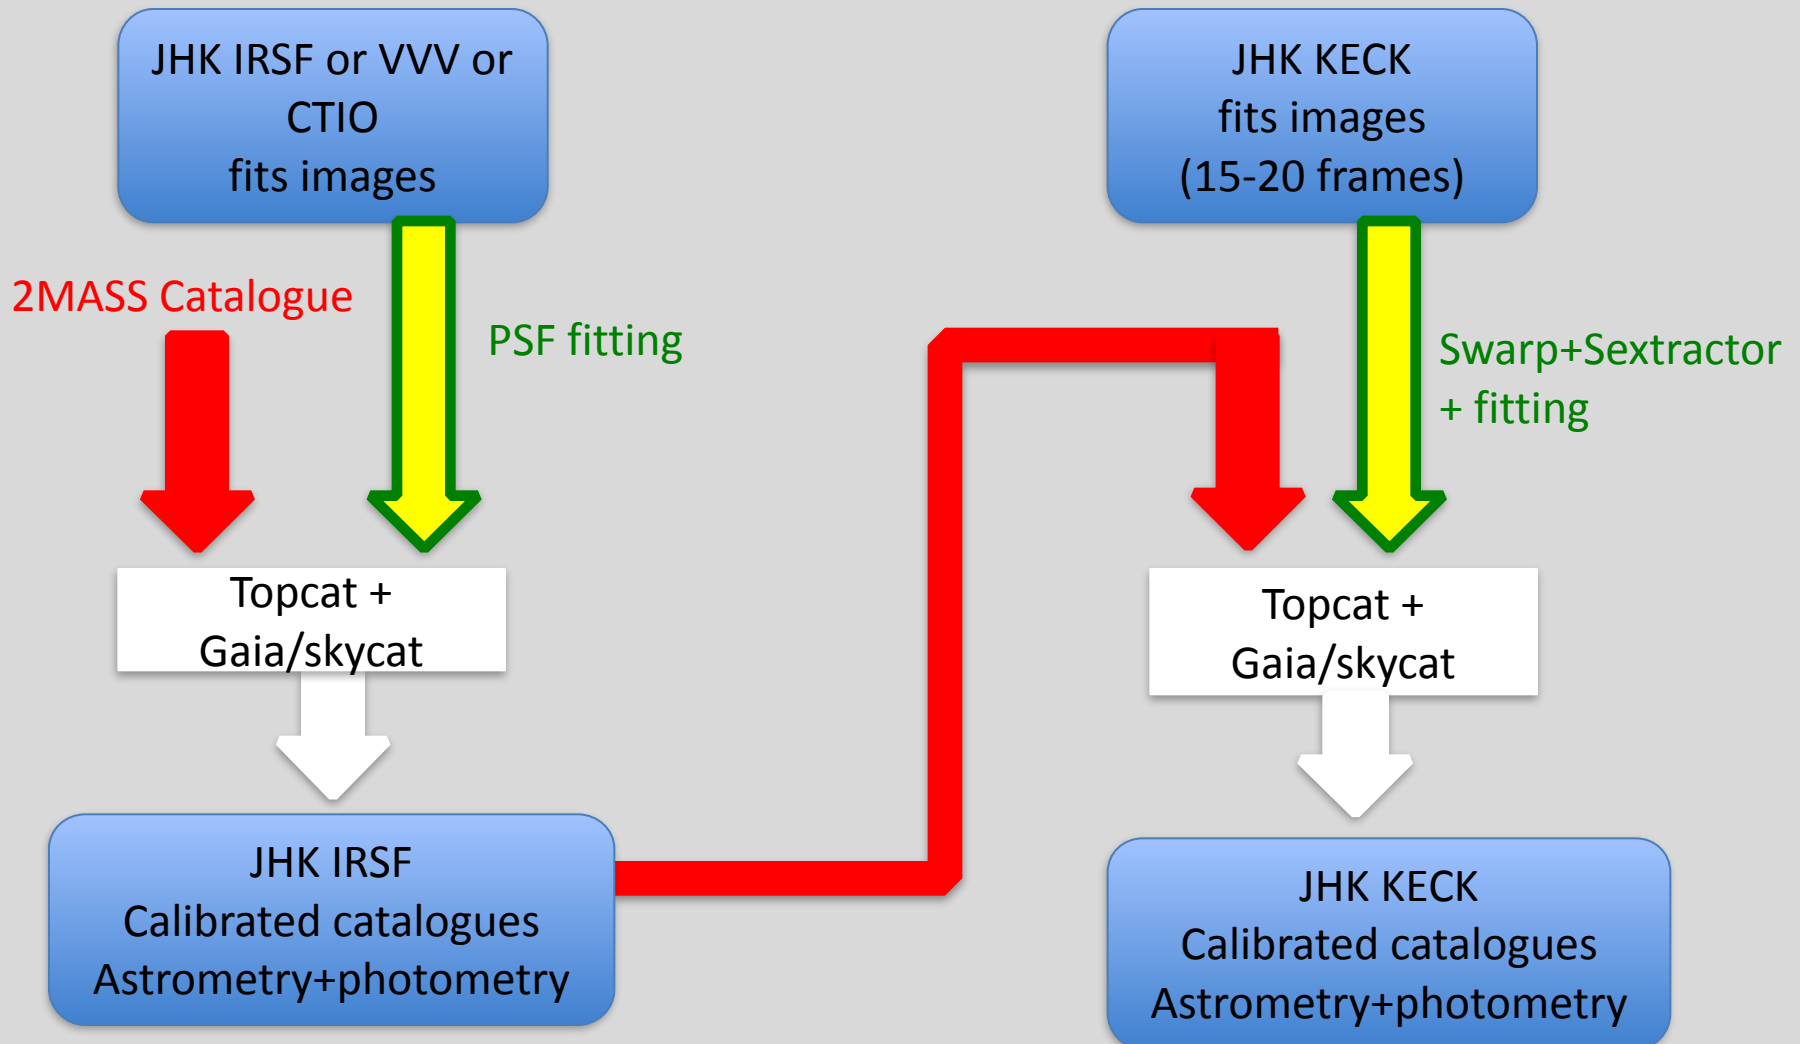 JHK IRSF or VVV or
CTIO
fits images
2MASS Catalogue
PSF fitting
Topcat +
Gaia/skycat
JHK IRSF
Calibrated catalogues
Astrometry+photometry
JHK KECK
fits images
(15-20 frames)
Swarp+Sextractor
+ fitting
Topcat +
Gaia/skycat
JHK KECK
Calibrated catalogues
Astrometry+photometry